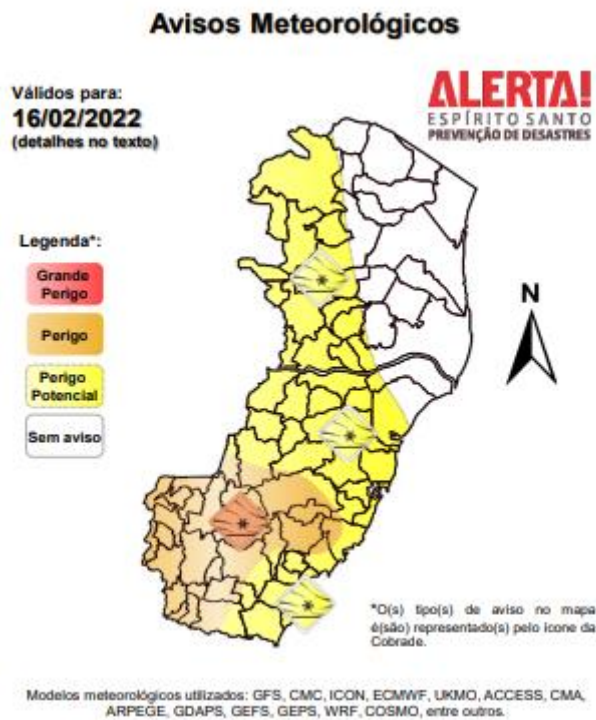 Avisos Meteorológicos
Válidos para:
16/02/2022
(detalhes no texto)
ALERTA!
ESPÍRITO SANTO
PREVENÇÃO DE DESASTRES
Legenda*:
Grande
Perigo
Perigo
Perigo
Potencial
Sem aviso
N
*O(s) tipo(s) de aviso no mapa
é(são) representado(s) pelo ícone da
Cobrade.
Modelos meteorológicos utilizados: GFS, CMC, ICON, ECMWF, UKMO, ACCESS, CMA,
ARPEGE, GDAPS, GEFS, GEPS, WRF, COSMO, entre outros.